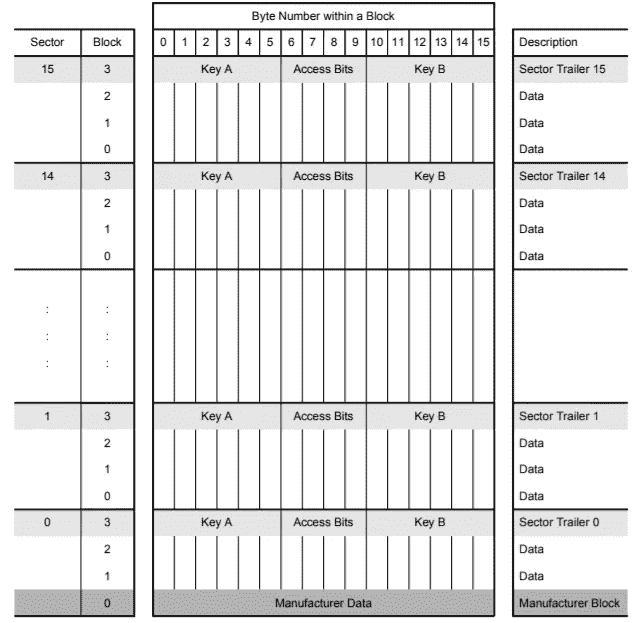 Byte Number within a Block
Sector Block 0 1 2 3 4 5 6 7 8 9 10 11 12 13 14 15 Description
15 3 Key A Access Bits Key B Sector Trailer 15
2 Data
1 Data
0 Data
14 3 Key A Access Bits Key B Sector Trailer 14
2 Data
1 Data
0 Data
: :
: :
: :
1 3 Key A Access Bits Key B Sector Trailer 1
2 Data
1 Data
0 Data
0 3 Key A Access Bits Key B Sector Trailer 0
2 Data
1 Data
0 Manufacturer Data Manufacturer Block